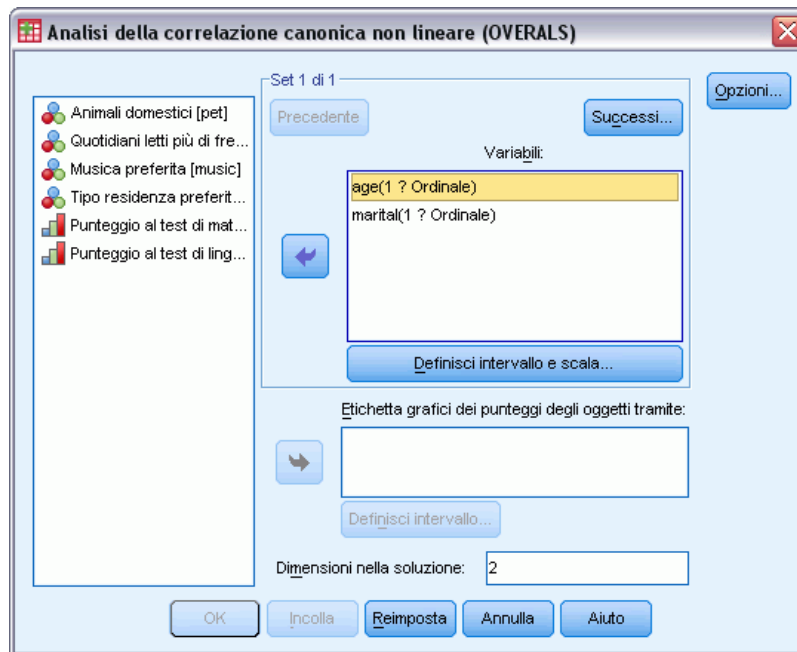 Analisi della correlazione canonica non lineare (OVERALS)
Animali domestici [pet]
Quotidiani letti più di fre...
Musica preferita [music]
Tipo residenza preferit...
Punteggio al test di mat...
Punteggio al test di ling...
Set 1 di 1
Precedente
Successi...
Variabili:
age(1 ? Ordinale)
marital(1 ? Ordinale)
Definisci intervallo e scala...
Etichetta grafici dei punteggi degli oggetti tramite:
Definisci intervallo...
Dimensioni nella soluzione: 2
Opzioni...
OK Incolla Reimposta Annulla Aiuto